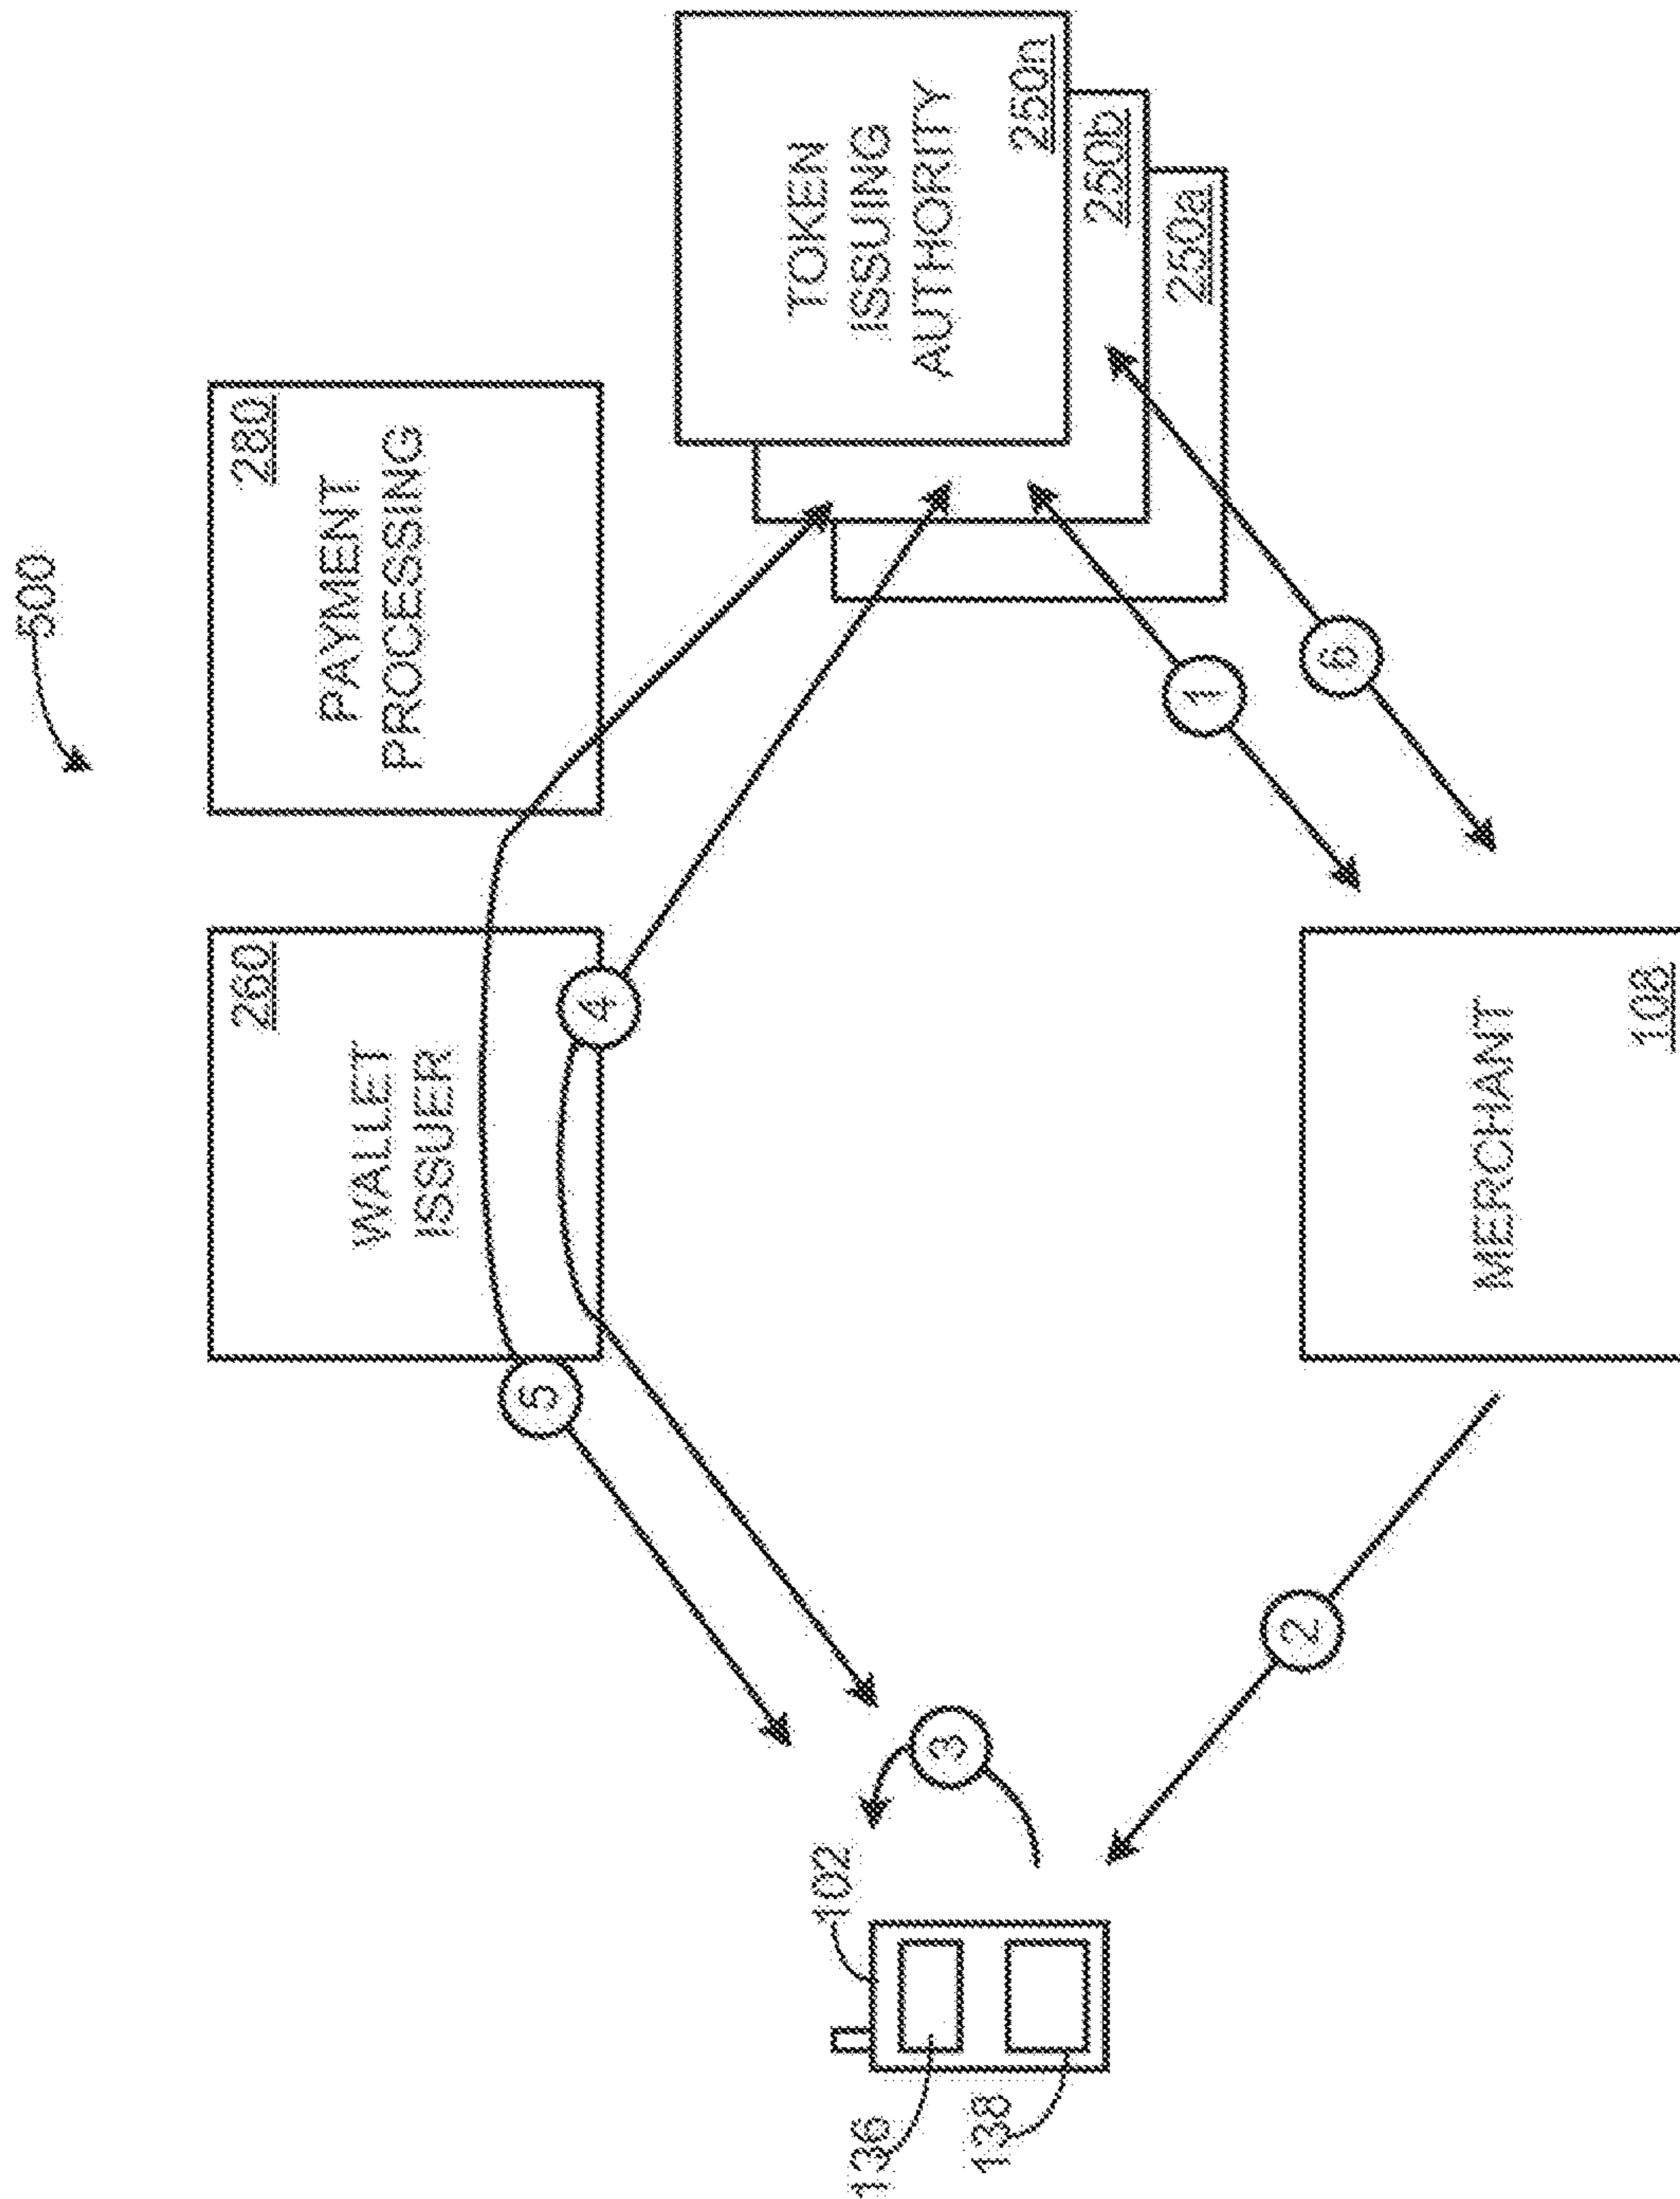 500
WALLET
ISSUER
260
PAYMENT
PROCESSING
280
5
4
102
136
138
3
TOKEN
ISSUING
AUTHORITY
250n
250b
250a
2
1
6
MERCHANT
108